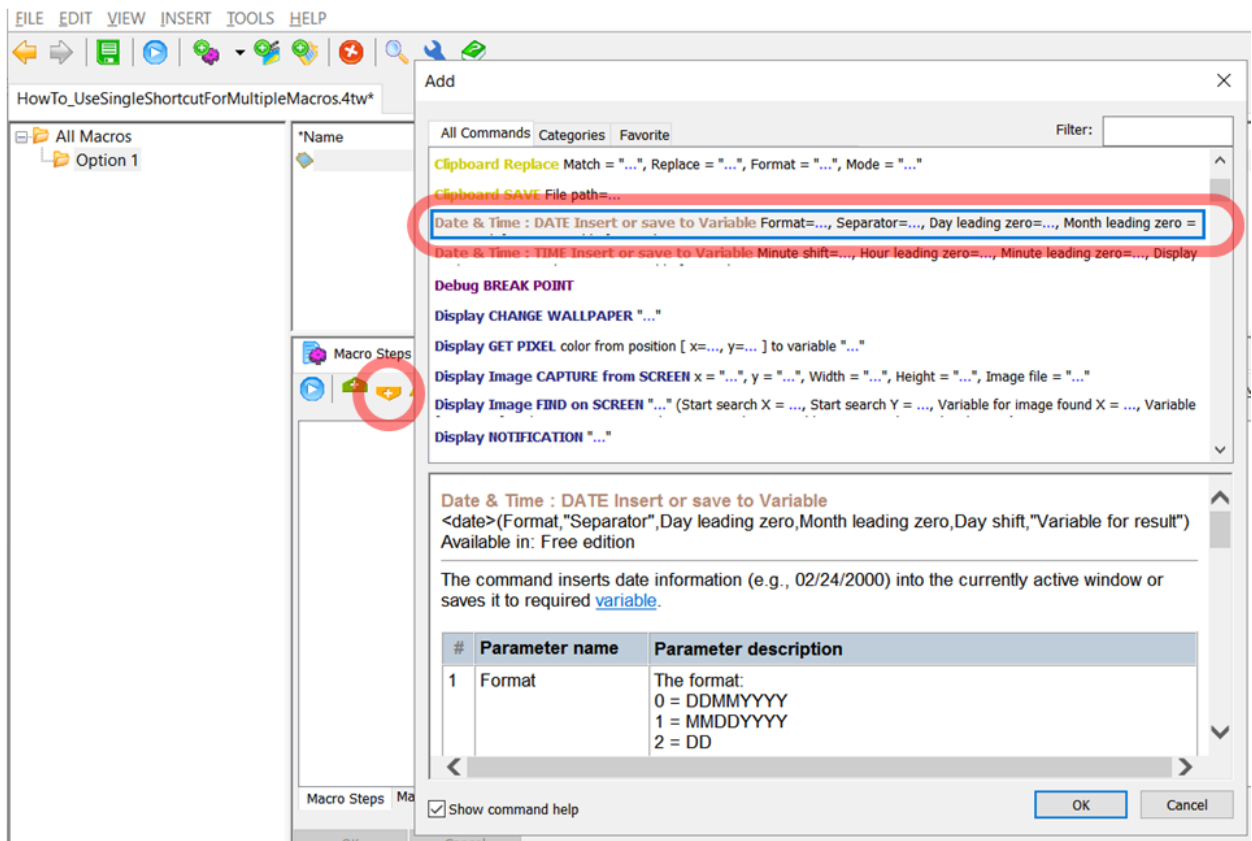 FILE EDIT VIEW INSERT TOOLS HELP
HowTo_UseSingleShortcutForMultipleMacros.4tw*
All Macros
Option 1
*Name
Macro Steps
Macro Steps Ma
Add
All Commands Categories Favorite Filter:
Clipboard Replace Match = "...", Replace = "...", Format = "...", Mode = "..."
Clipboard SAVE File path=...
Date & Time : DATE Insert or save to Variable Format=..., Separator=..., Day leading zero=..., Month leading zero =
Date & Time : TIME Insert or save to Variable Minute shift=..., Hour leading zero=..., Minute leading zero=..., Display
Debug BREAK POINT
Display CHANGE WALLPAPER "..."
Display GET PIXEL color from position [ x=..., y=... ] to variable "..."
Display Image CAPTURE from SCREEN x = "...", y = "...", Width = "...", Height = "...", Image file = "..."
Display Image FIND on SCREEN "..." (Start search X = ..., Start search Y = ..., Variable for image found X = ..., Variable
Display NOTIFICATION "..."
Date & Time : DATE Insert or save to Variable
<date>(Format,"Separator",Day leading zero,Month leading zero,Day shift,"Variable for result")
Available in: Free edition
The command inserts date information (e.g., 02/24/2000) into the currently active window or
saves it to required variable.
# Parameter name Parameter description
1 Format The format:
0 = DDMMYYYY
1 = MMDDYYYY
2 = DD
Show command help
OK Cancel